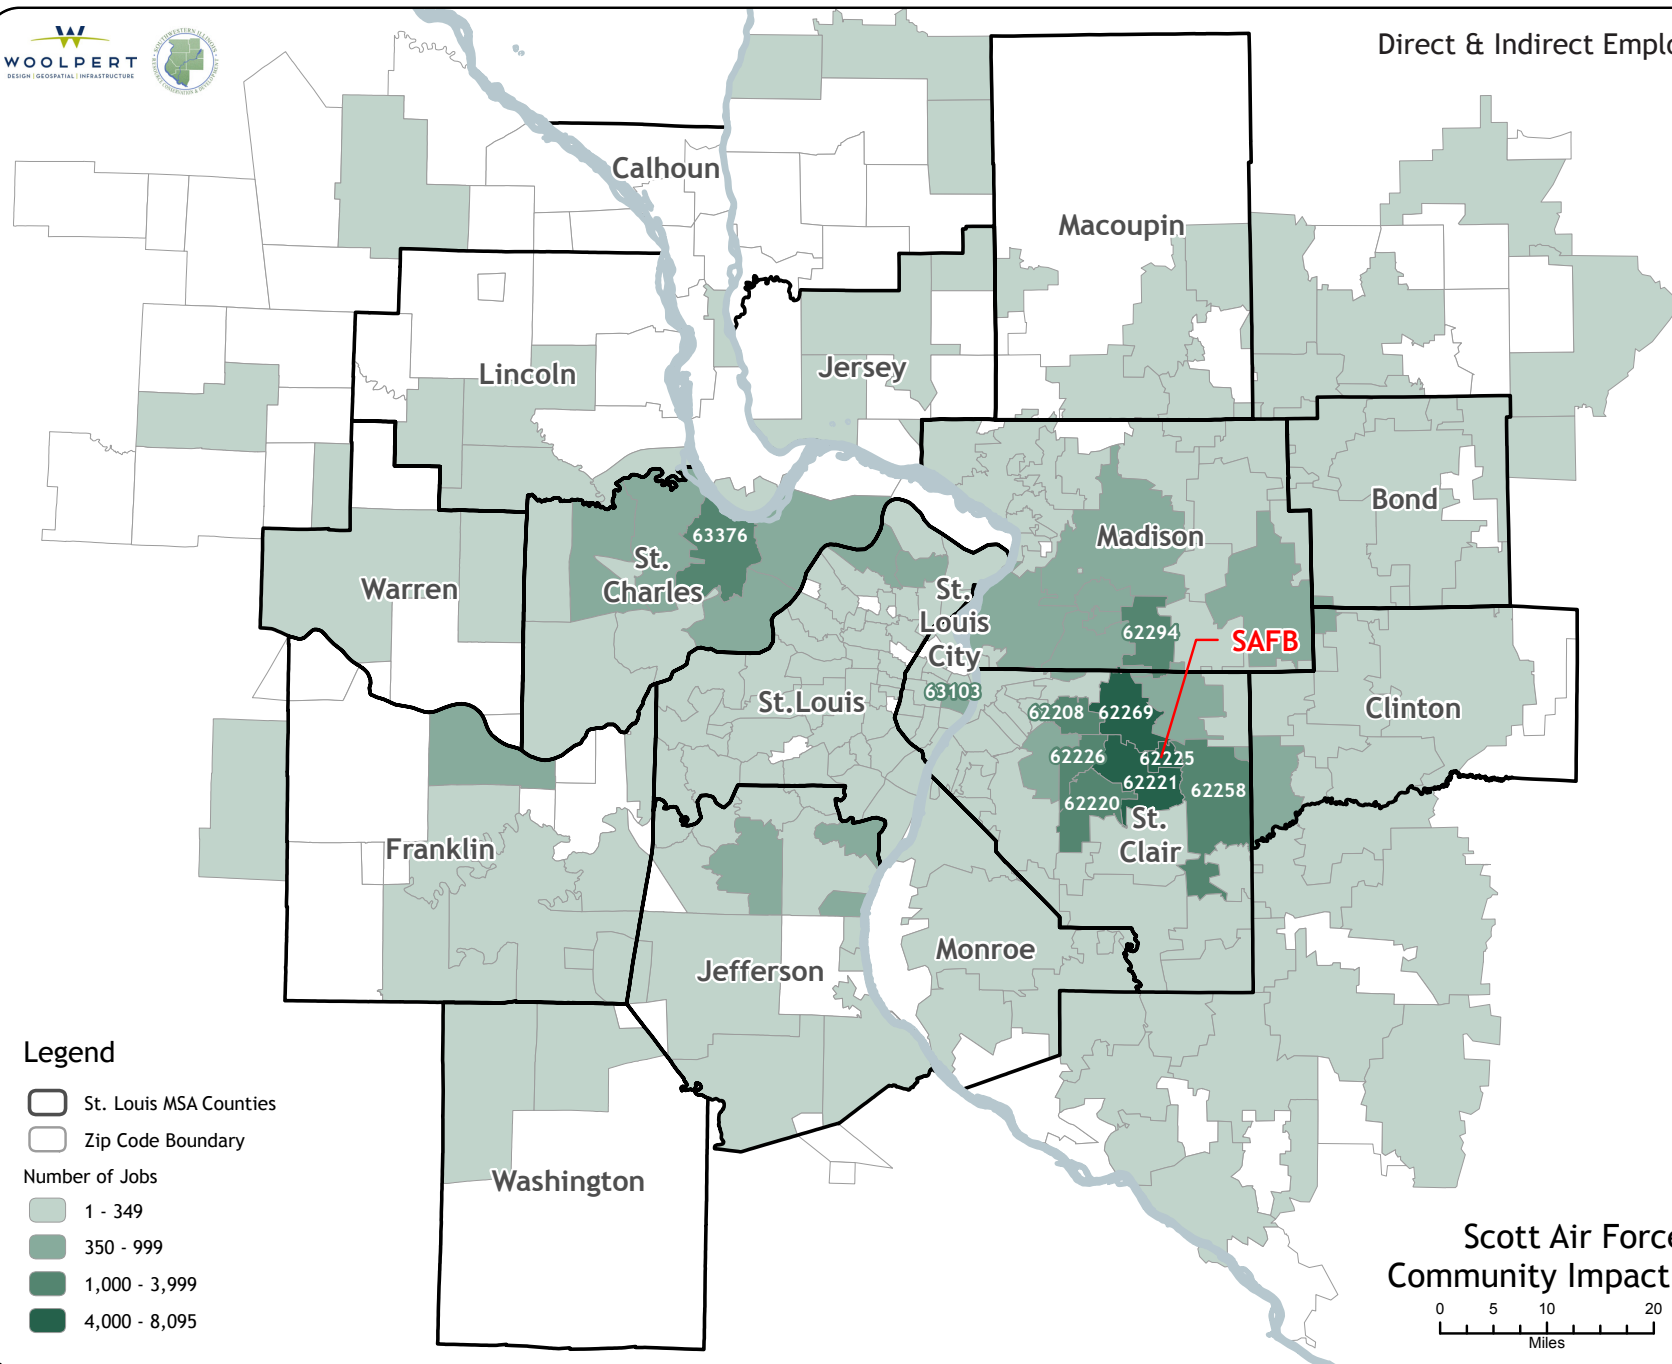 WOOLPERT
DESIGN | GEOSPATIAL | INFRASTRUCTURE
Direct & Indirect Emplo
Calhoun
Macoupin
Lincoln
Jersey
Bond
63376
Madison
St.
Charles
Warren
St.
Louis
City
62294
SAFB
63103
St.Louis
62208
62269
Clinton
62226
62225
62221
62258
62220
St.
Clair
Franklin
Monroe
Jefferson
Washington
Legend
St. Louis MSA Counties
Zip Code Boundary
Number of Jobs
1 - 349
350 - 999
1,000 - 3,999
4,000 - 8,095
Scott Air Force
Community Impact
0 5 10 20
Miles